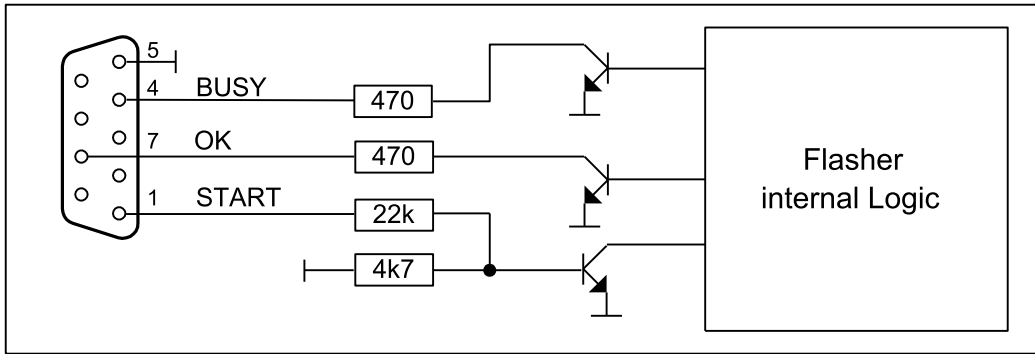 5
4 BUSY 470
7 OK 470
1 START 22k
4k7
Flasher
internal Logic